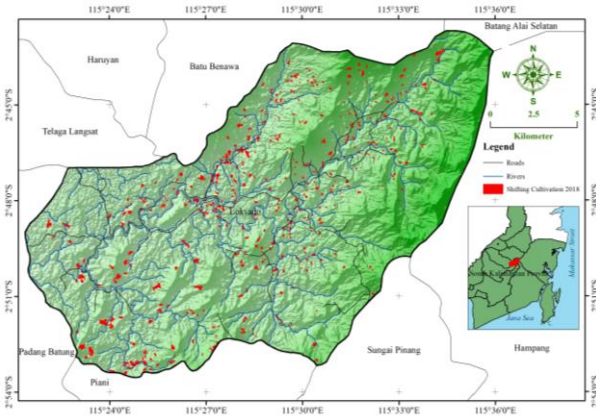 115°24'0"E 115°27'0"E 115°30'0"E 115°33'0"E 115°36'0"E
Batang Alai Selatan
Haruyan
Batu Benawa
N
W E
S
2°45'0"S 2°45'0"S
0 2.5 5
Kilometer
Telaga Langsat
Legend
Roads
Rivers
Shifting Cultivation 2018
2°48'0"S 2°48'0"S
Loksado
Makassar Strait
South Kalimantan Province
2°51'0"S 2°51'0"S
Java Sea
Padang Batung
Sungai Pinang
Hampang
Piani
2°54'0"S 2°54'0"S
115°24'0"E 115°27'0"E 115°30'0"E 115°33'0"E 115°36'0"E